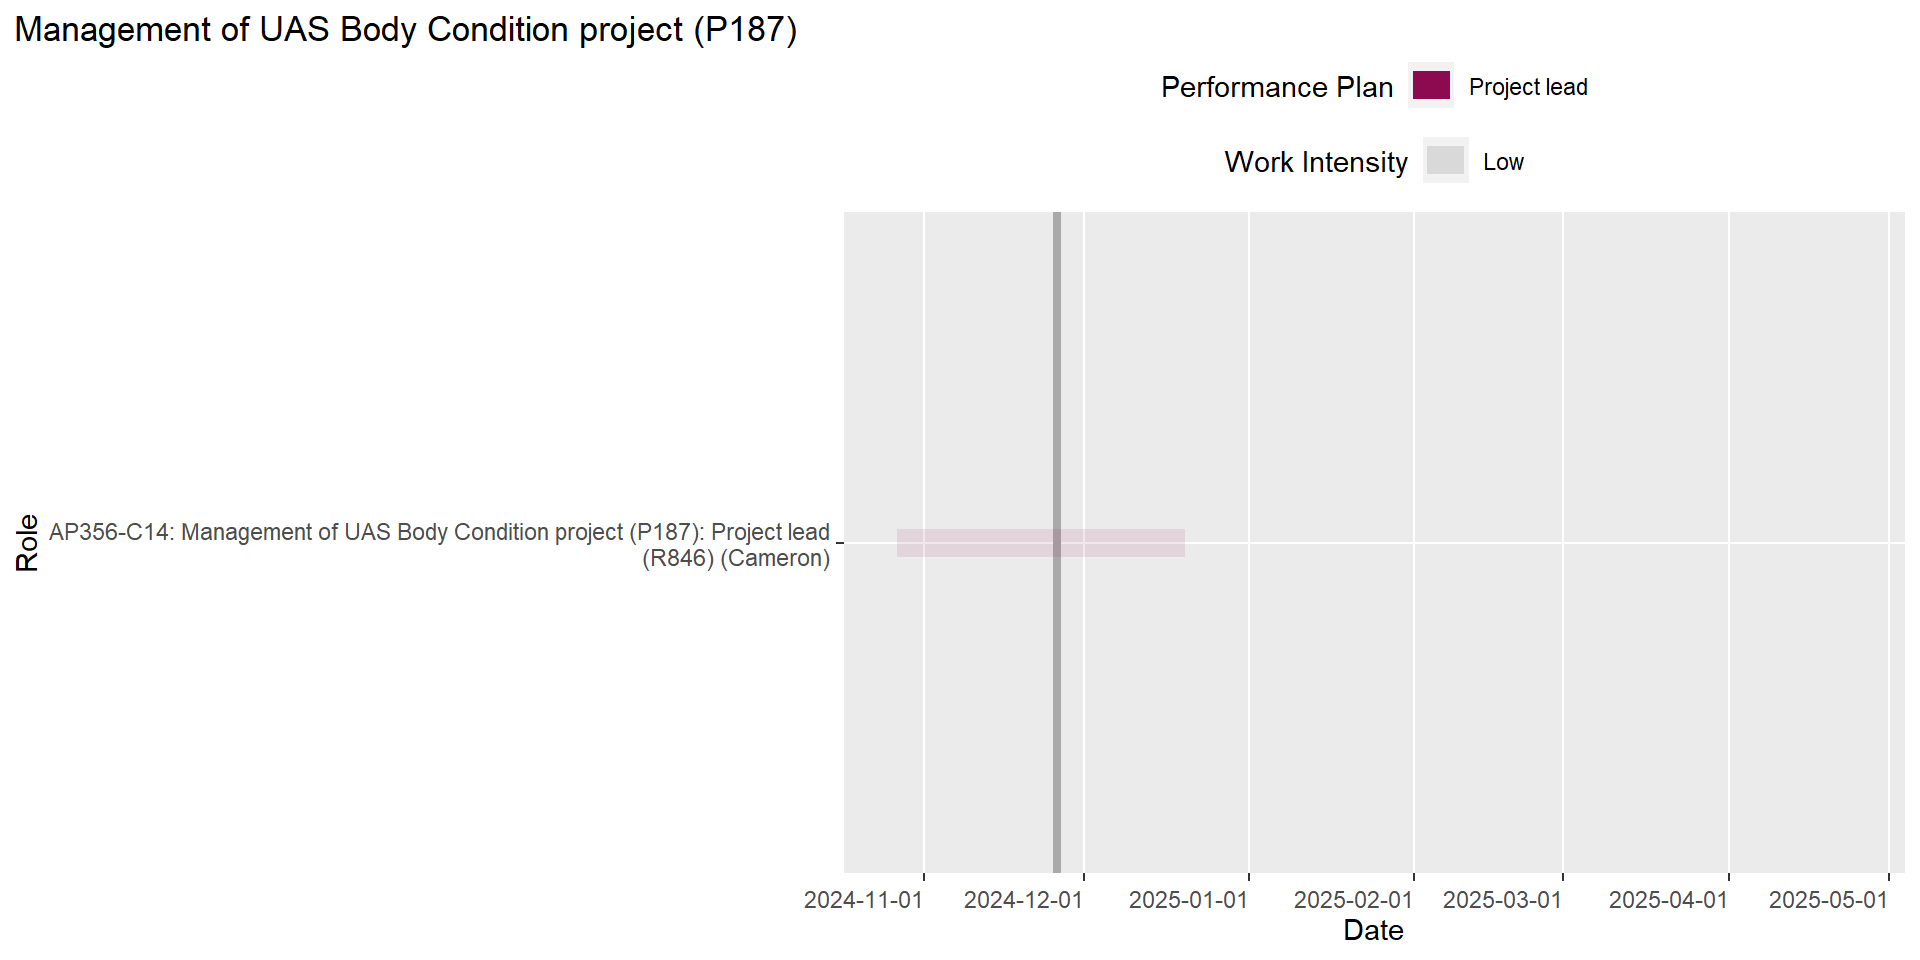 Management of UAS Body Condition project (P187)
Performance Plan
Project lead
Work Intensity
Low
Role
AP356-C14: Management of UAS Body Condition project (P187): Project lead
(R846) (Cameron)
2024-11-01
2024-12-01
2025-01-01
2025-02-01
2025-03-01
2025-04-01
2025-05-01
Date